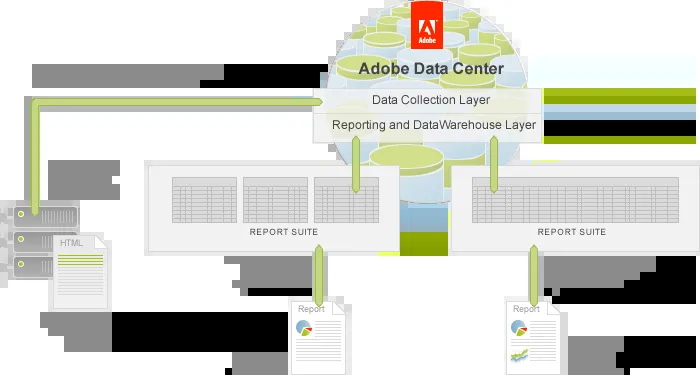 Adobe
Adobe Data Center
Data Collection Layer
Reporting and DataWarehouse Layer
REPORT SUITE
REPORT SUITE
HTML
Report
Report